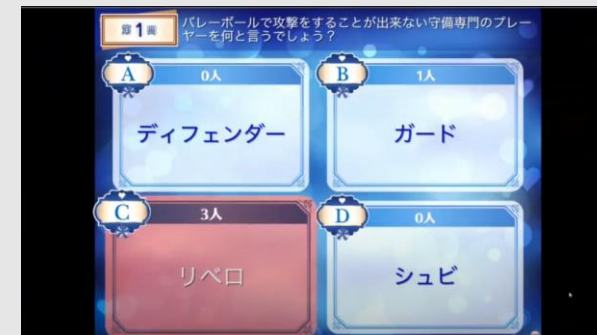 第1問
バレーボールで攻撃をすることが出来ない守備専門のプレー
ヤーを何と言うでしょう？
A
0人
ディフェンダー
B
1人
ガード
C
3人
リベロ
D
0人
シュビ